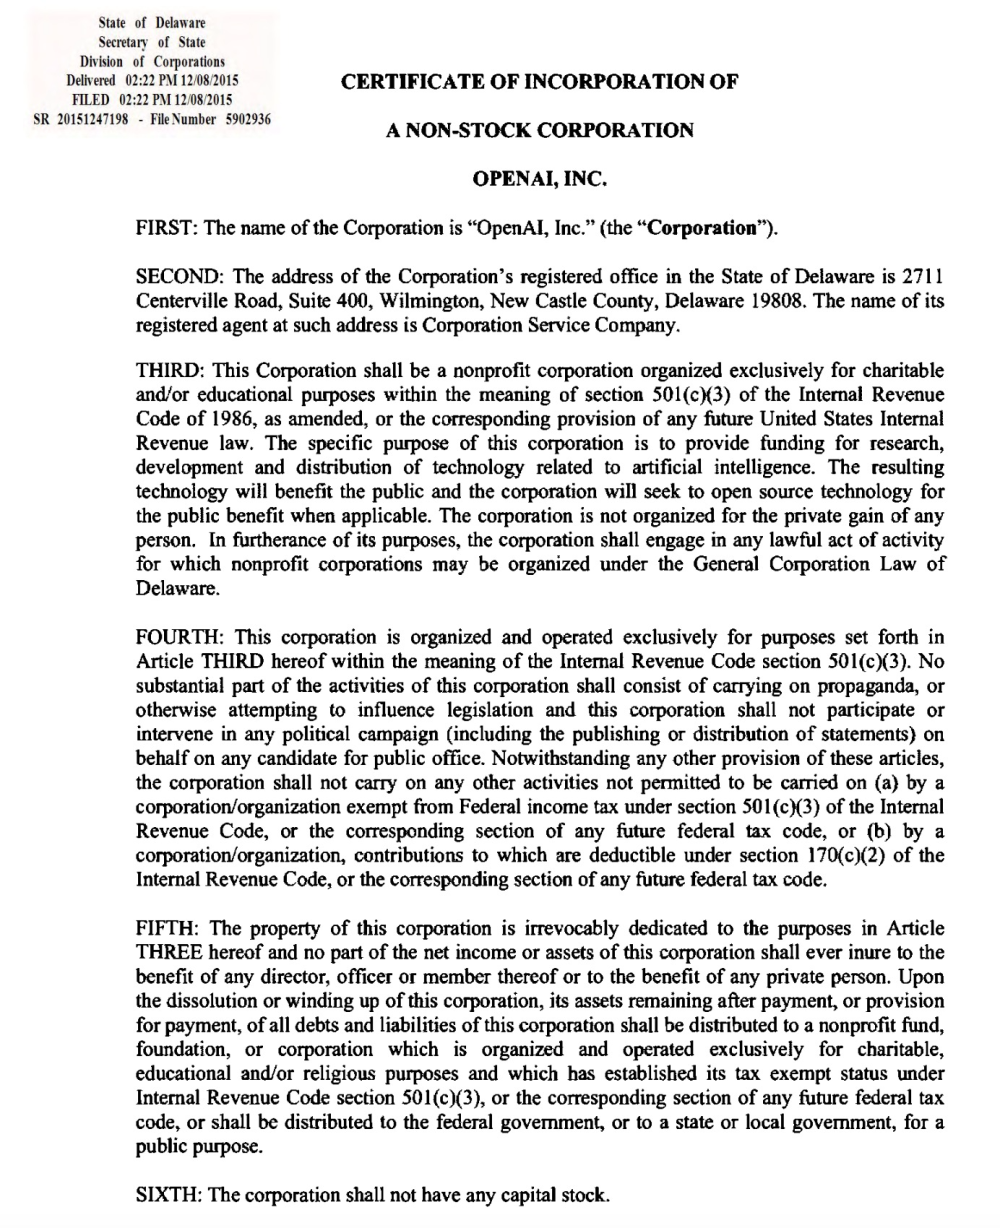 State of Delaware
Secretary of State
Division of Corporations
Delivered 02:22 PM 12/08/2015
FILED 02:22 PM 12/08/2015
SR 20151247198 - File Number 5902936
CERTIFICATE OF INCORPORATION OF
A NON-STOCK CORPORATION
OPENAI, INC.
FIRST: The name of the Corporation is “OpenAI, Inc.” (the “Corporation”).
SECOND: The address of the Corporation’s registered office in the State of Delaware is 2711
Centerville Road, Suite 400, Wilmington, New Castle County, Delaware 19808. The name of its
registered agent at such address is Corporation Service Company.
THIRD: This Corporation shall be a nonprofit corporation organized exclusively for charitable
and/or educational purposes within the meaning of section 501(c)(3) of the Internal Revenue
Code of 1986, as amended, or the corresponding provision of any future United States Internal
Revenue law. The specific purpose of this corporation is to provide funding for research,
development and distribution of technology related to artificial intelligence. The resulting
technology will benefit the public and the corporation will seek to open source technology for
the public benefit when applicable. The corporation is not organized for the private gain of any
person. In furtherance of its purposes, the corporation shall engage in any lawful act of activity
for which nonprofit corporations may be organized under the General Corporation Law of
Delaware.
FOURTH: This corporation is organized and operated exclusively for purposes set forth in
Article THIRD hereof within the meaning of the Internal Revenue Code section 501(c)(3). No
substantial part of the activities of this corporation shall consist of carrying on propaganda, or
otherwise attempting to influence legislation and this corporation shall not participate or
intervene in any political campaign (including the publishing or distribution of statements) on
behalf on any candidate for public office. Notwithstanding any other provision of these articles,
the corporation shall not carry on any other activities not permitted to be carried on (a) by a
corporation/organization exempt from Federal income tax under section 501(c)(3) of the Internal
Revenue Code, or the corresponding section of any future federal tax code, or (b) by a
corporation/organization, contributions to which are deductible under section 170(c)(2) of the
Internal Revenue Code, or the corresponding section of any future federal tax code.
FIFTH: The property of this corporation is irrevocably dedicated to the purposes in Article
THREE hereof and no part of the net income or assets of this corporation shall ever inure to the
benefit of any director, officer or member thereof or to the benefit of any private person. Upon
the dissolution or winding up of this corporation, its assets remaining after payment, or provision
for payment, of all debts and liabilities of this corporation shall be distributed to a nonprofit fund,
foundation, or corporation which is organized and operated exclusively for charitable,
educational and/or religious purposes and which has established its tax exempt status under
Internal Revenue Code section 501(c)(3), or the corresponding section of any future federal tax
code, or shall be distributed to the federal government, or to a state or local government, for a
public purpose.
SIXTH: The corporation shall not have any capital stock.